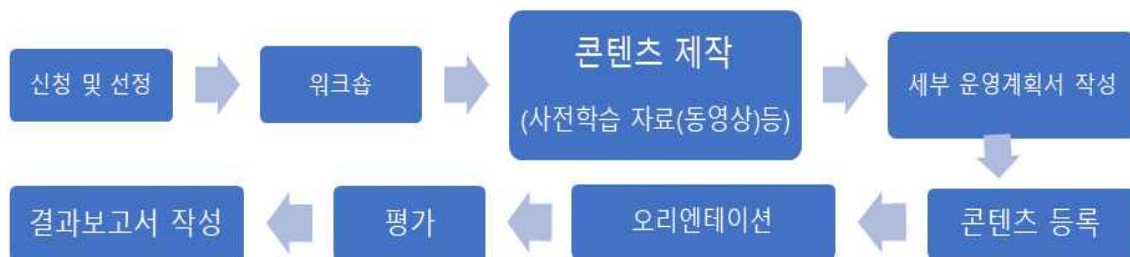 신청 및 선정
워크숍
콘텐츠 제작
(사전학습 자료(동영상)등)
세부 운영계획서 작성
콘텐츠 등록
오리엔테이션
평가
결과보고서 작성